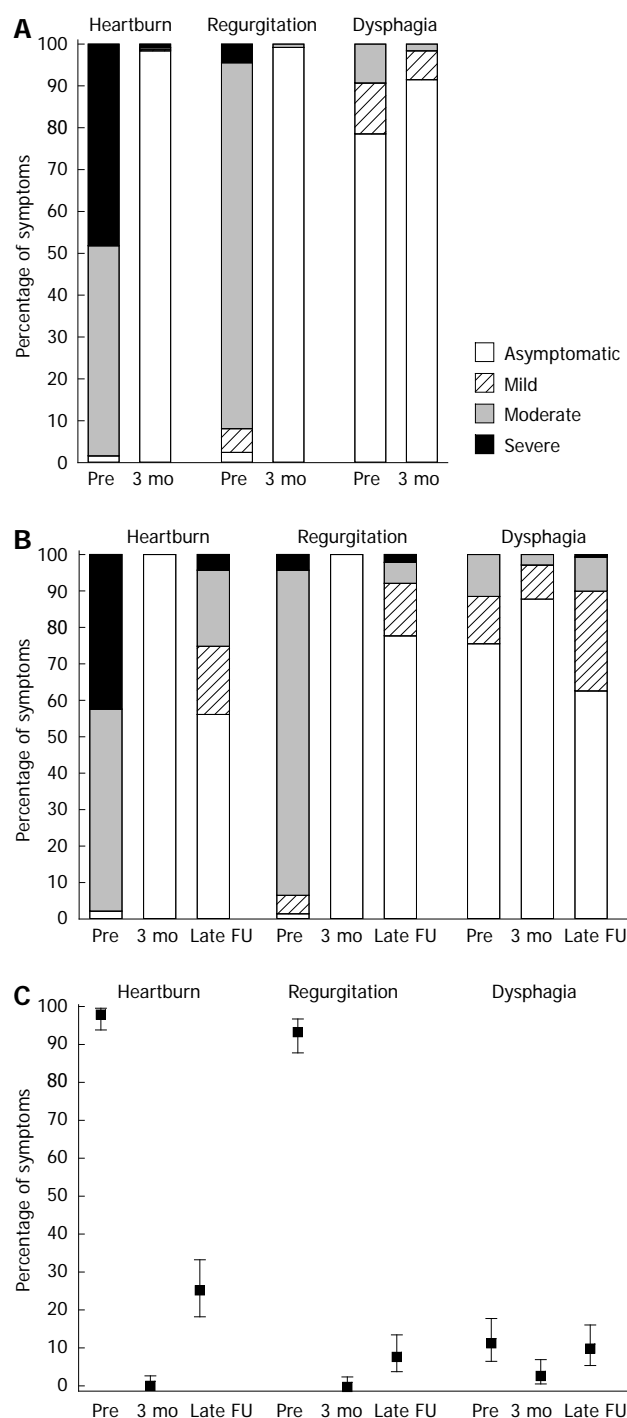 A
Heartburn Regurgitation Dysphagia
100
90
80
70
60
50
40
30
20
10
0
Percentage of symptoms
Pre 3 mo Pre 3 mo Pre 3 mo
Asymptomatic
Mild
Moderate
Severe
B
Heartburn Regurgitation Dysphagia
100
90
80
70
60
50
40
30
20
10
0
Percentage of symptoms
Pre 3 mo Late FU Pre 3 mo Late FU Pre 3 mo Late FU
C
Heartburn Regurgitation Dysphagia
100
90
80
70
60
50
40
30
20
10
0
Percentage of symptoms
Pre 3 mo Late FU Pre 3 mo Late FU Pre 3 mo Late FU